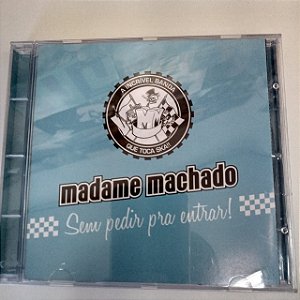 A INCRÍVEL BANDA
QUE TOCA SKA!!
madame machado
Sem pedir pra entrar!